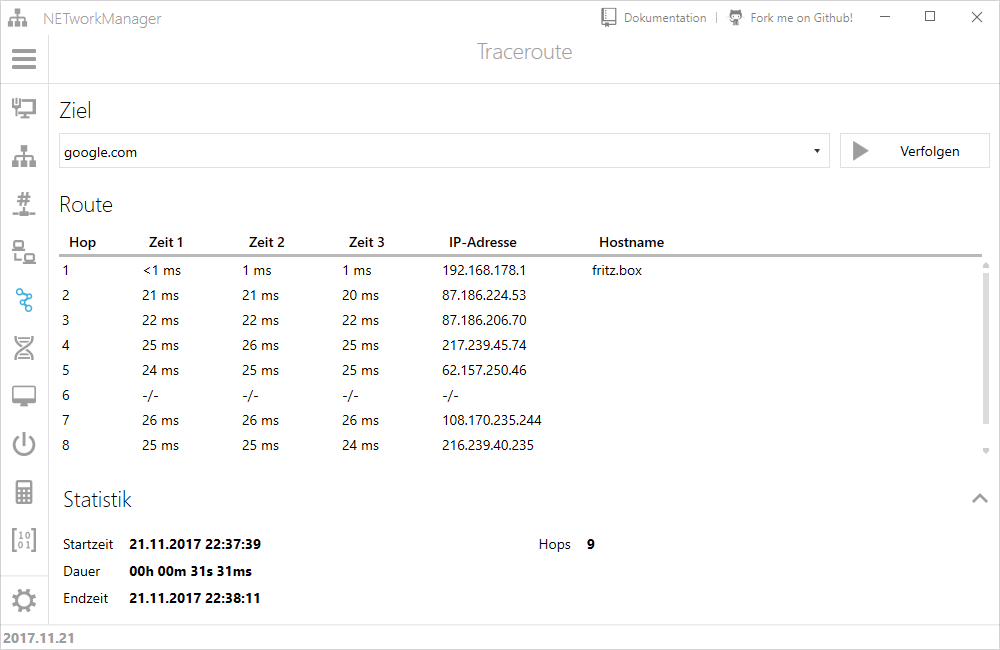 NETworkManager Dokumentation | Fork me on Github!
Traceroute
Ziel
google.com Verfolgen
Route
Hop Zeit 1 Zeit 2 Zeit 3 IP-Adresse Hostname
1 <1 ms 1 ms 1 ms 192.168.178.1 fritz.box
2 21 ms 21 ms 20 ms 87.186.224.53
3 22 ms 22 ms 22 ms 87.186.206.70
4 25 ms 26 ms 25 ms 217.239.45.74
5 24 ms 25 ms 25 ms 62.157.250.46
6 -/- -/- -/- -/-
7 26 ms 26 ms 26 ms 108.170.235.244
8 25 ms 25 ms 24 ms 216.239.40.235
Statistik
Startzeit 21.11.2017 22:37:39 Hops 9
Dauer 00h 00m 31s 31ms
Endzeit 21.11.2017 22:38:11
2017.11.21